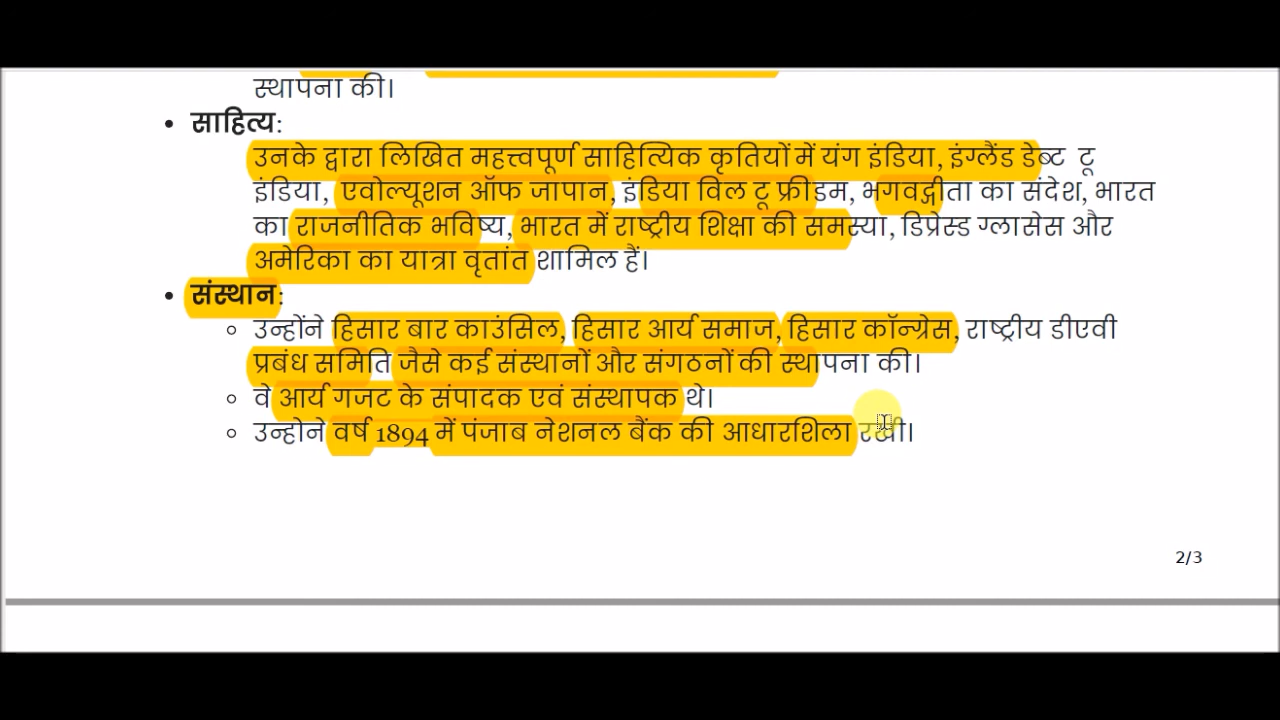 स्थापना की।
• साहित्य:
उनके द्वारा लिखित महत्त्वपूर्ण साहित्यिक कृतियों में यंग इंडिया, इंग्लैंड डेब्ट टू
इंडिया, एवोल्यूशन ऑफ जापान, इंडिया विल टू फ्रीडम, भगवद्गीता का संदेश, भारत
का राजनीतिक भविष्य, भारत में राष्ट्रीय शिक्षा की समस्या, डिप्रेस्ड ग्लासेस और
अमेरिका का यात्रा वृतांत शामिल हैं।
• संस्थान:
○ उन्होंने हिसार बार काउंसिल, हिसार आर्य समाज, हिसार कॉन्ग्रेस, राष्ट्रीय डीएवी
प्रबंध समिति जैसे कई संस्थानों और संगठनों की स्थापना की।
○ वे आर्य गजट के संपादक एवं संस्थापक थे।
○ उन्होने वर्ष 1894 में पंजाब नेशनल बैंक की आधारशिला रखी।
2/3